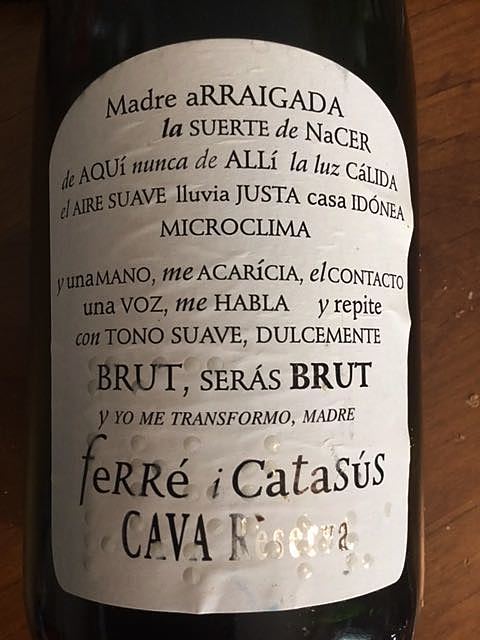 Madre aRRAIGADA
la SUERTE de NaCER
de AQUÍ nunca de ALLÍ la luz CáLIDA
el AIRE SUAVE lluvia JUSTA casa IDÓNEA
MICROCLIMA
y unaMANO, me ACARÍCIA, el CONTACTO
una VOZ, me HABLA y repite
con TONO SUAVE, DULCEMENTE
BRUT, SERÁS BRUT
y YO ME TRANSFORMO, MADRE
feRRé i CaTaSÚS
CAVA Reserva